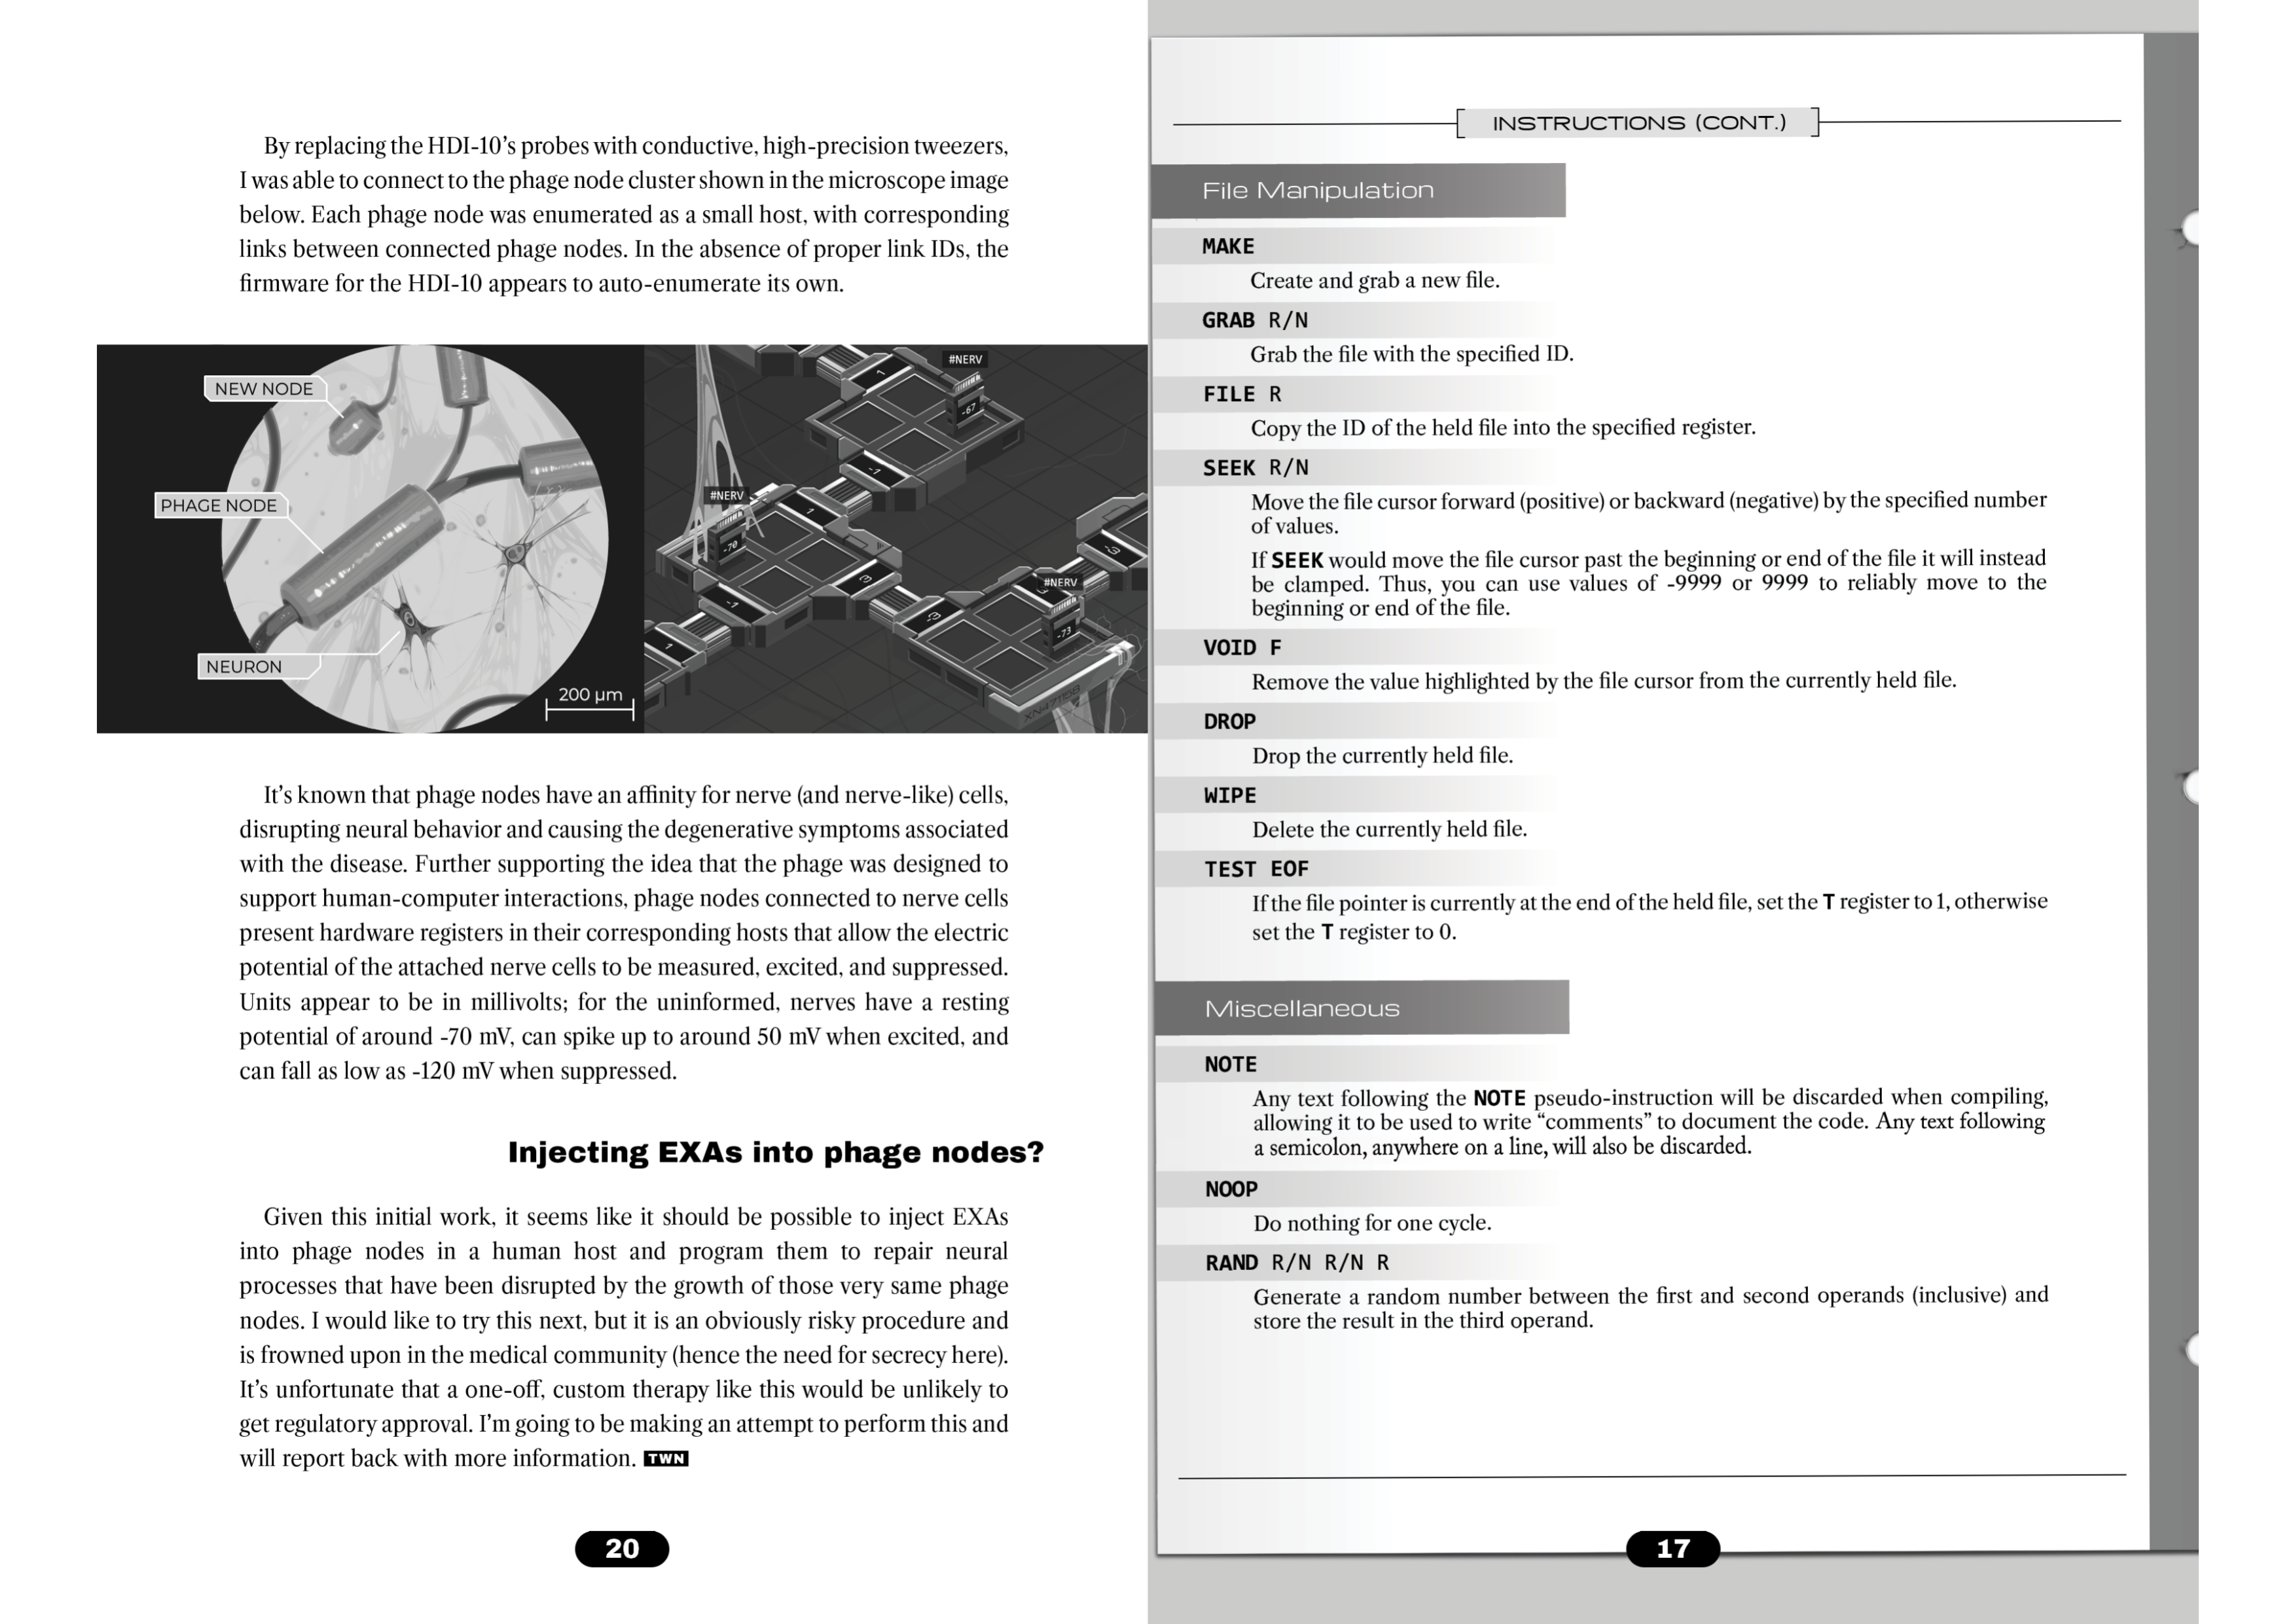 By replacing the HDI-10’s probes with conductive, high-precision tweezers,
I was able to connect to the phage node cluster shown in the microscope image
below. Each phage node was enumerated as a small host, with corresponding
links between connected phage nodes. In the absence of proper link IDs, the
firmware for the HDI-10 appears to auto-enumerate its own.
NEW NODE
PHAGE NODE
NEURON
200 µm
#NERV
-67
1
-1
#NERV
-70
1
3
-1
1
-3
#NERV
-73
3
-3
It’s known that phage nodes have an affinity for nerve (and nerve-like) cells,
disrupting neural behavior and causing the degenerative symptoms associated
with the disease. Further supporting the idea that the phage was designed to
support human-computer interactions, phage nodes connected to nerve cells
present hardware registers in their corresponding hosts that allow the electric
potential of the attached nerve cells to be measured, excited, and suppressed.
Units appear to be in millivolts; for the uninformed, nerves have a resting
potential of around -70 mV, can spike up to around 50 mV when excited, and
can fall as low as -120 mV when suppressed.
Injecting EXAs into phage nodes?
Given this initial work, it seems like it should be possible to inject EXAs
into phage nodes in a human host and program them to repair neural
processes that have been disrupted by the growth of those very same phage
nodes. I would like to try this next, but it is an obviously risky procedure and
is frowned upon in the medical community (hence the need for secrecy here).
It’s unfortunate that a one-off, custom therapy like this would be unlikely to
get regulatory approval. I’m going to be making an attempt to perform this and
will report back with more information. TWN
20
INSTRUCTIONS (CONT.)
File Manipulation
MAKE
Create and grab a new file.
GRAB R/N
Grab the file with the specified ID.
FILE R
Copy the ID of the held file into the specified register.
SEEK R/N
Move the file cursor forward (positive) or backward (negative) by the specified number
of values.
If SEEK would move the file cursor past the beginning or end of the file it will instead
be clamped. Thus, you can use values of -9999 or 9999 to reliably move to the
beginning or end of the file.
VOID F
Remove the value highlighted by the file cursor from the currently held file.
DROP
Drop the currently held file.
WIPE
Delete the currently held file.
TEST EOF
If the file pointer is currently at the end of the held file, set the T register to 1, otherwise
set the T register to 0.
Miscellaneous
NOTE
Any text following the NOTE pseudo-instruction will be discarded when compiling,
allowing it to be used to write “comments” to document the code. Any text following
a semicolon, anywhere on a line, will also be discarded.
NOOP
Do nothing for one cycle.
RAND R/N R/N R
Generate a random number between the first and second operands (inclusive) and
store the result in the third operand.
17